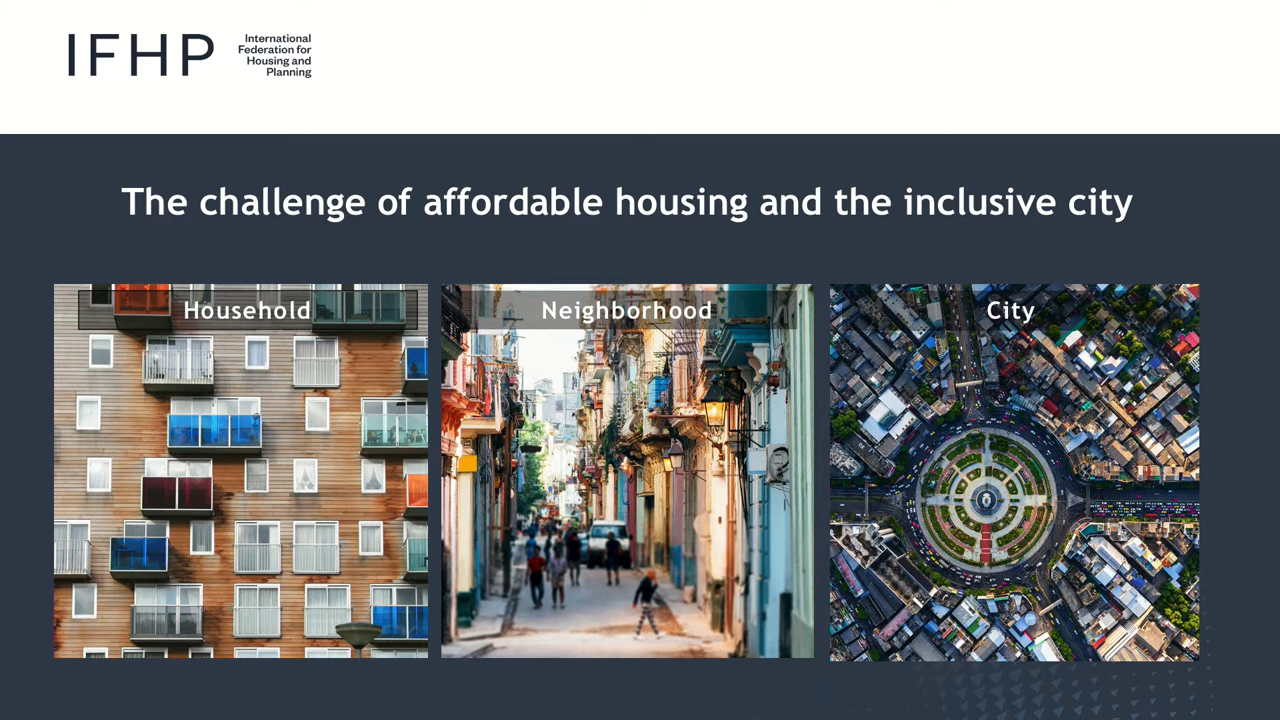 IFHP
International
Federation for
Housing and
Planning
The challenge of affordable housing and the inclusive city
Household
Neighborhood
City